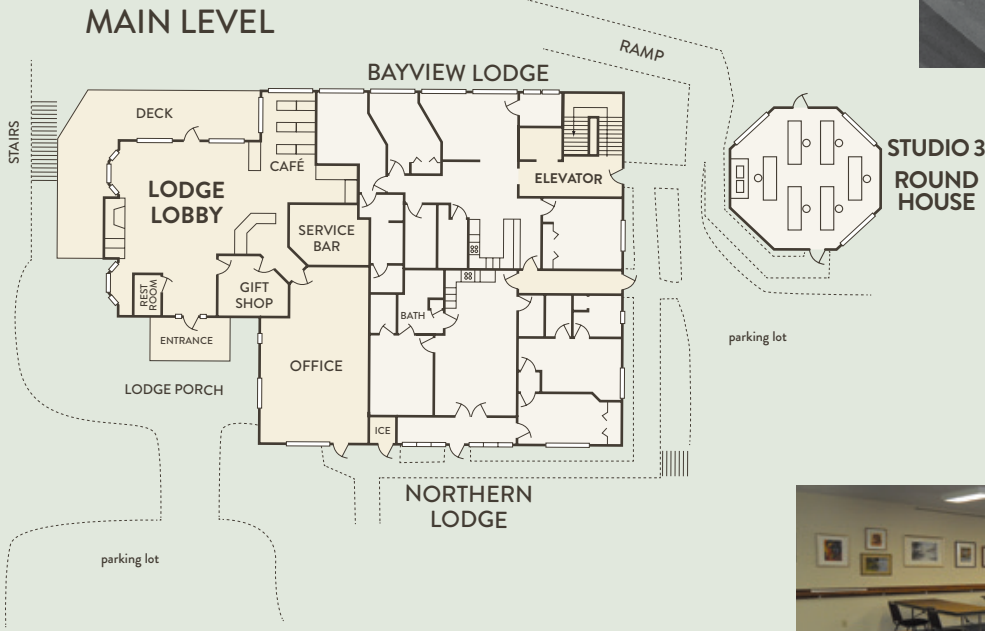 MAIN LEVEL
RAMP
BAYVIEW LODGE
DECK
STAIRS
CAFÉ
STUDIO 3
ROUND
HOUSE
ELEVATOR
LODGE
LOBBY
SERVICE
BAR
REST
ROOM
GIFT
SHOP
BATH
ENTRANCE
parking lot
OFFICE
LODGE PORCH
ICE
NORTHERN
LODGE
parking lot